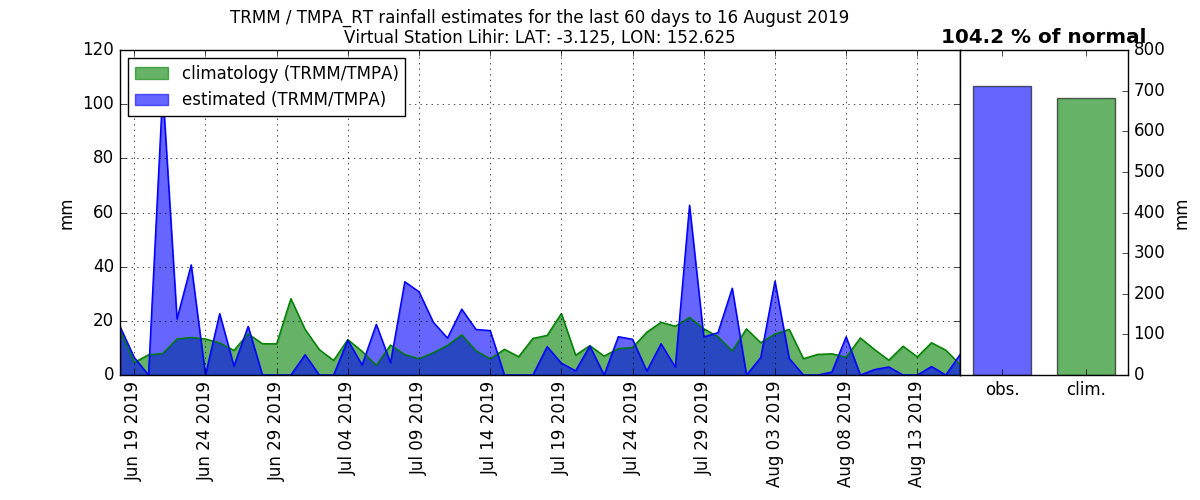 TRMM / TMPA_RT rainfall estimates for the last 60 days to 16 August 2019
Virtual Station Lihir: LAT: -3.125, LON: 152.625
104.2 % of normal
climatology (TRMM/TMPA)
estimated (TRMM/TMPA)
mm
120
100
80
60
40
20
0
Jun 19 2019
Jun 24 2019
Jun 29 2019
Jul 04 2019
Jul 09 2019
Jul 14 2019
Jul 19 2019
Jul 24 2019
Jul 29 2019
Aug 03 2019
Aug 08 2019
Aug 13 2019
obs.
clim.
800
700
600
500
400
300
200
100
0
mm